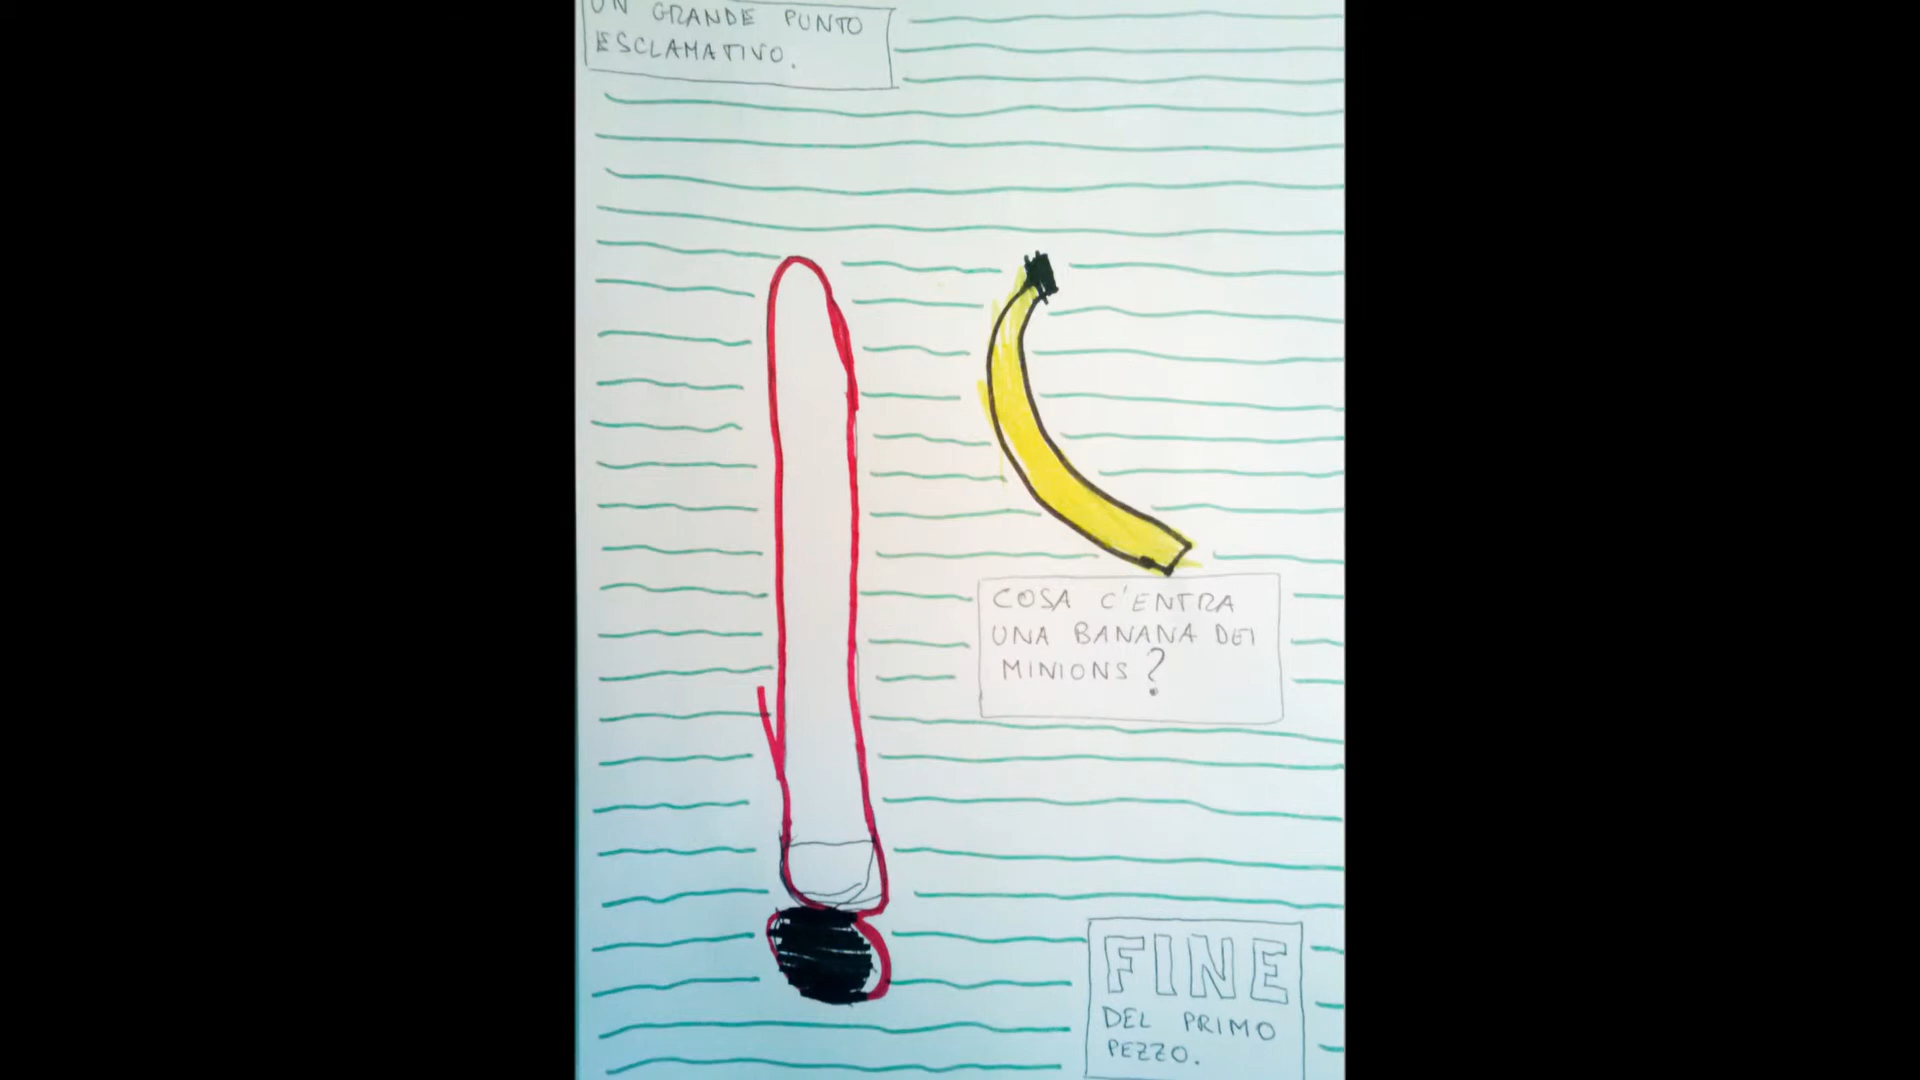 UN GRANDE PUNTO
ESCLAMATIVO.
COSA C'ENTRA
UNA BANANA DEI
MINIONS?
FINE
DEL PRIMO
PEZZO.